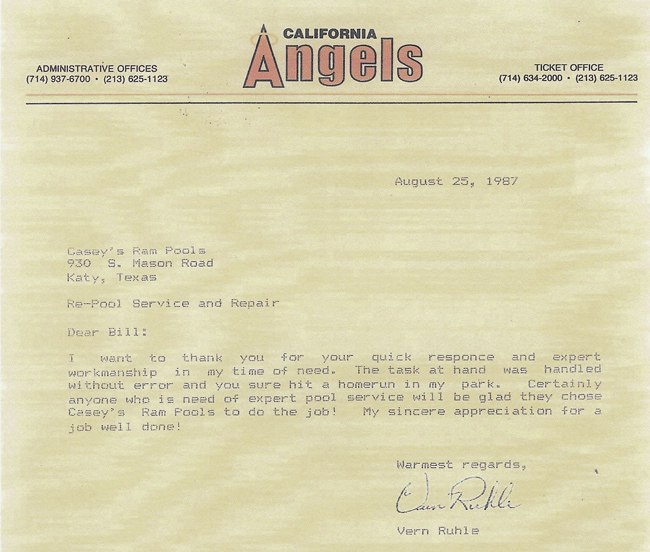 CALIFORNIA
Angels
ADMINISTRATIVE OFFICES
(714) 937-6700 • (213) 625-1123
TICKET OFFICE
(714) 634-2000 • (213) 625-1123
August 25, 1987
Casey's Ram Pools
930 S. Mason Road
Katy, Texas
Re-Pool Service and Repair
Dear Bill:
I want to thank you for your quick responce and expert
workmanship in my time of need. The task at hand was handled
without error and you sure hit a homerun in my park. Certainly
anyone who is need of expert pool service will be glad they chose
Casey's Ram Pools to do the job! My sincere appreciation for a
job well done!
Warmest regards,
Vern Ruhle
Vern Ruhle